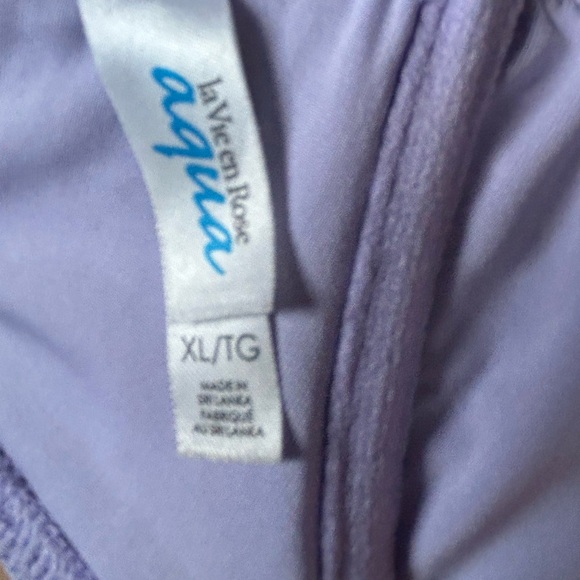 la Vie en Rose
aqua
XL/TG
MADE IN
SRI LANKA
FABRIQUÉ
AU SRI LANKA